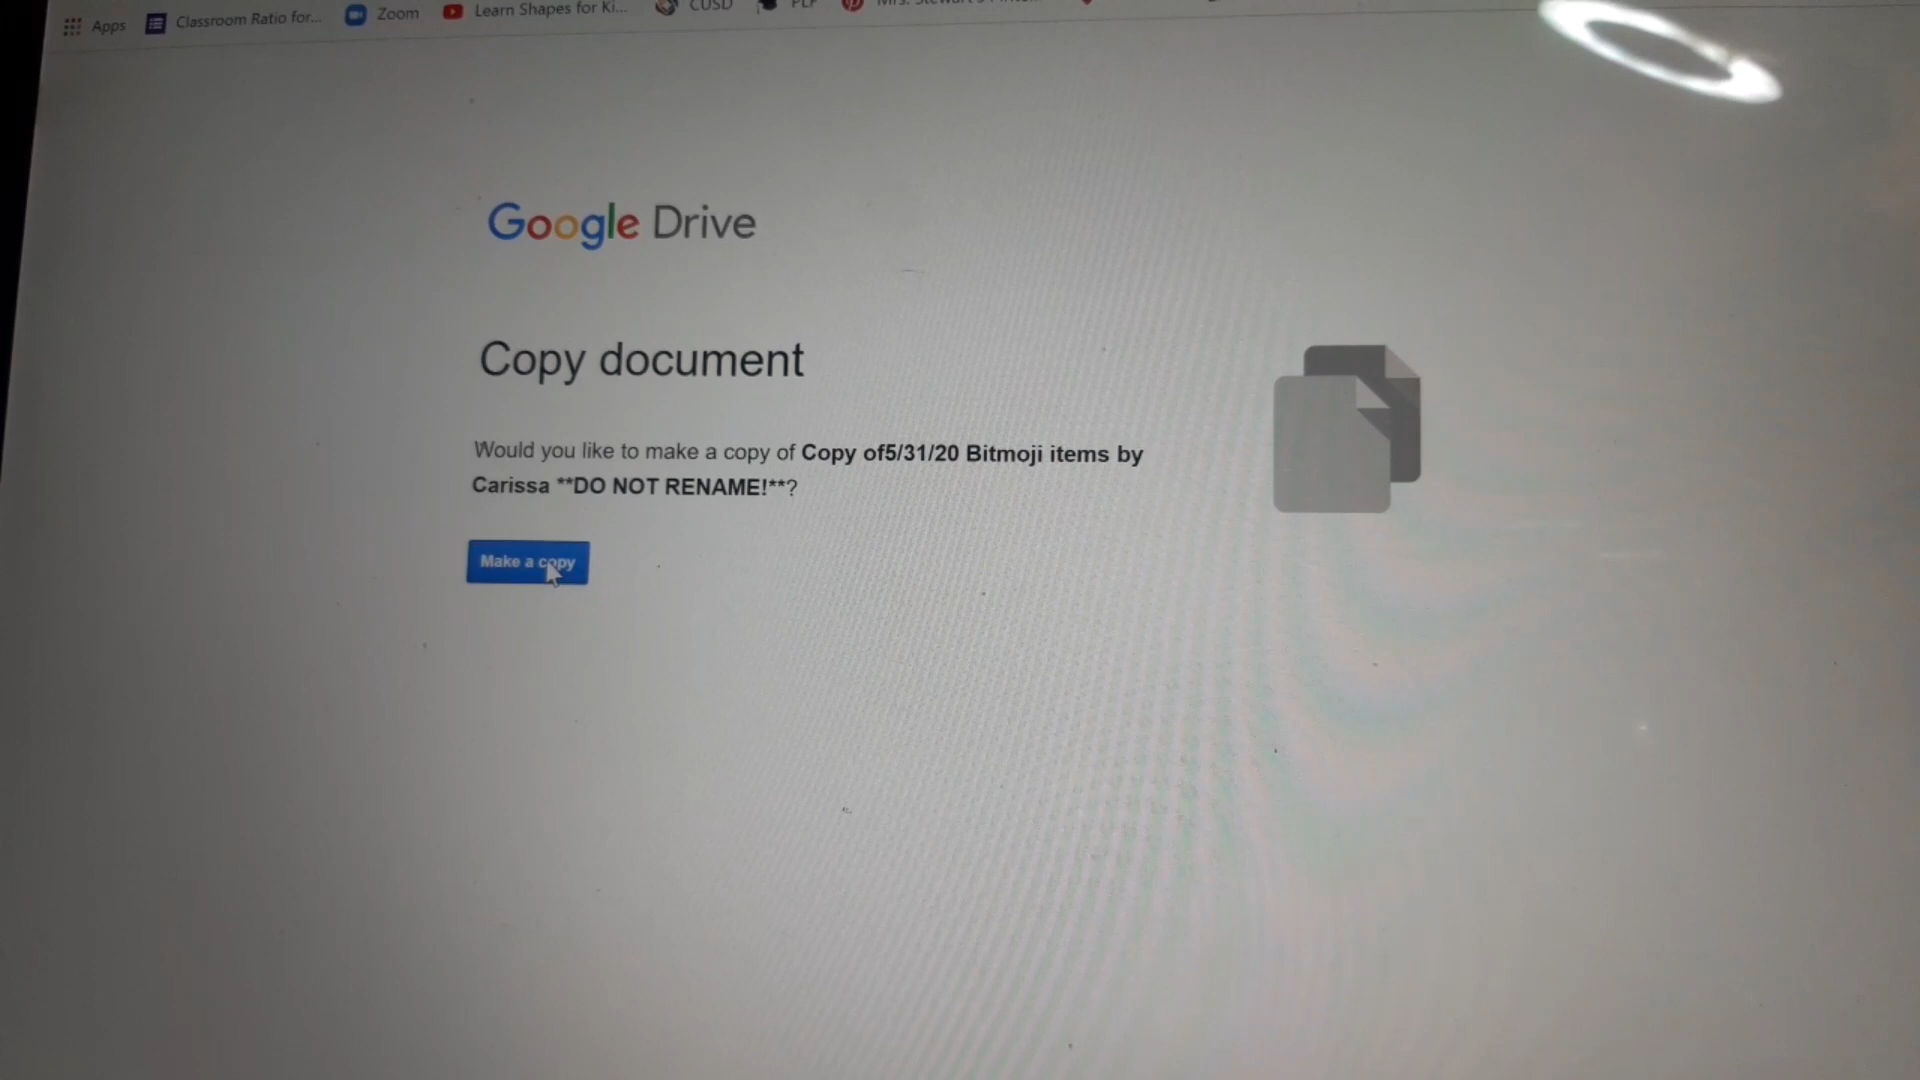 Apps Classroom Ratio for... Zoom Learn Shapes for Ki... CUSD PLF
Google Drive
Copy document
Would you like to make a copy of Copy of5/31/20 Bitmoji items by
Carissa **DO NOT RENAME!**?
Make a copy